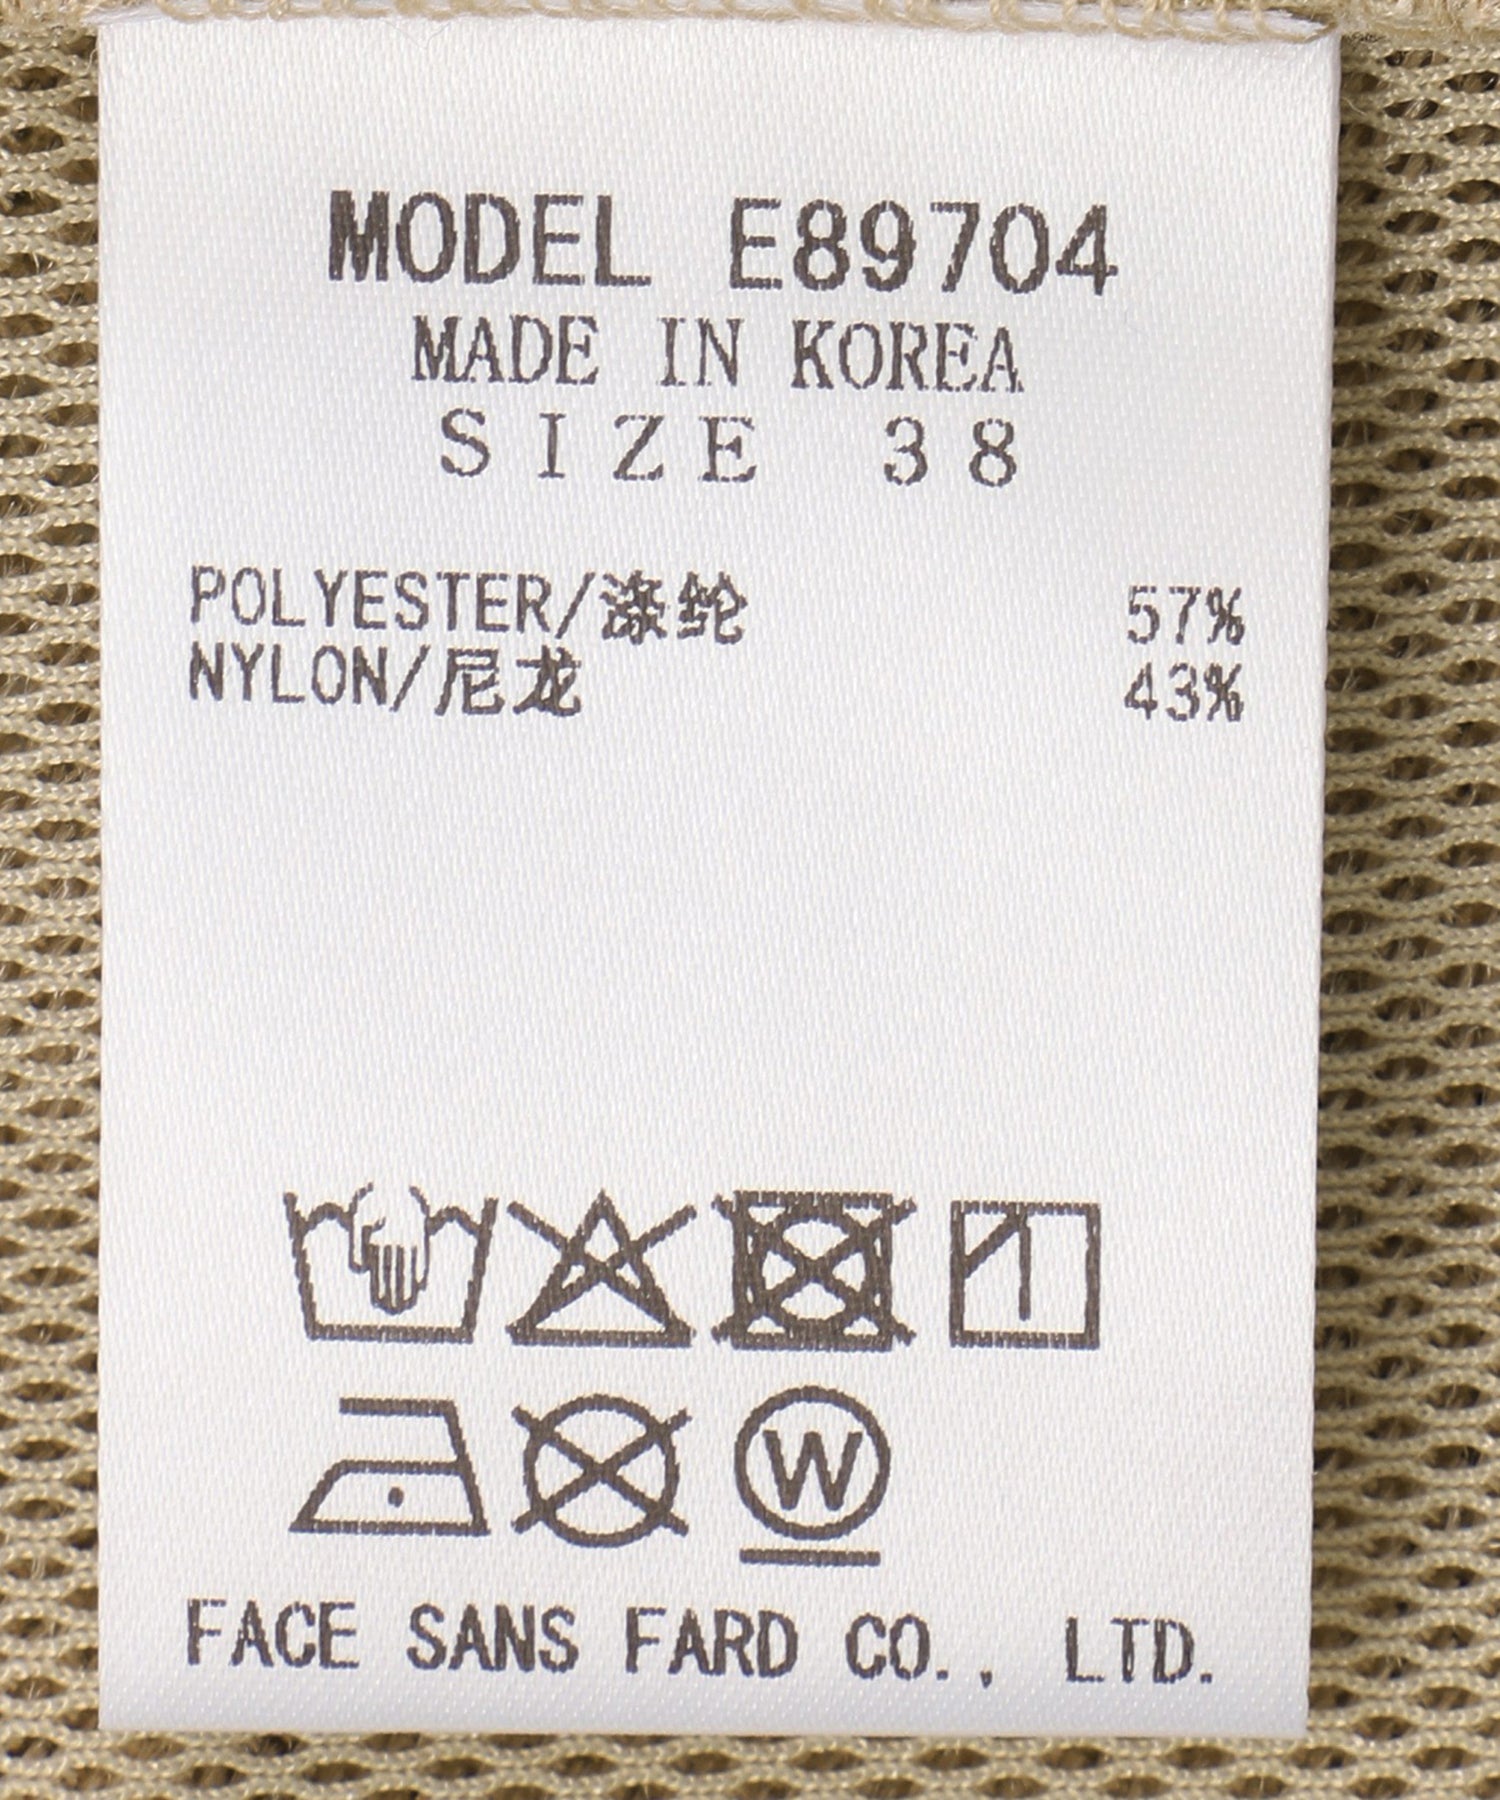 MODEL E89704
MADE IN KOREA
SIZE 38
POLYESTER/涤纶 57%
NYLON/尼龙 43%
W
FACE SANS FARD CO., LTD.